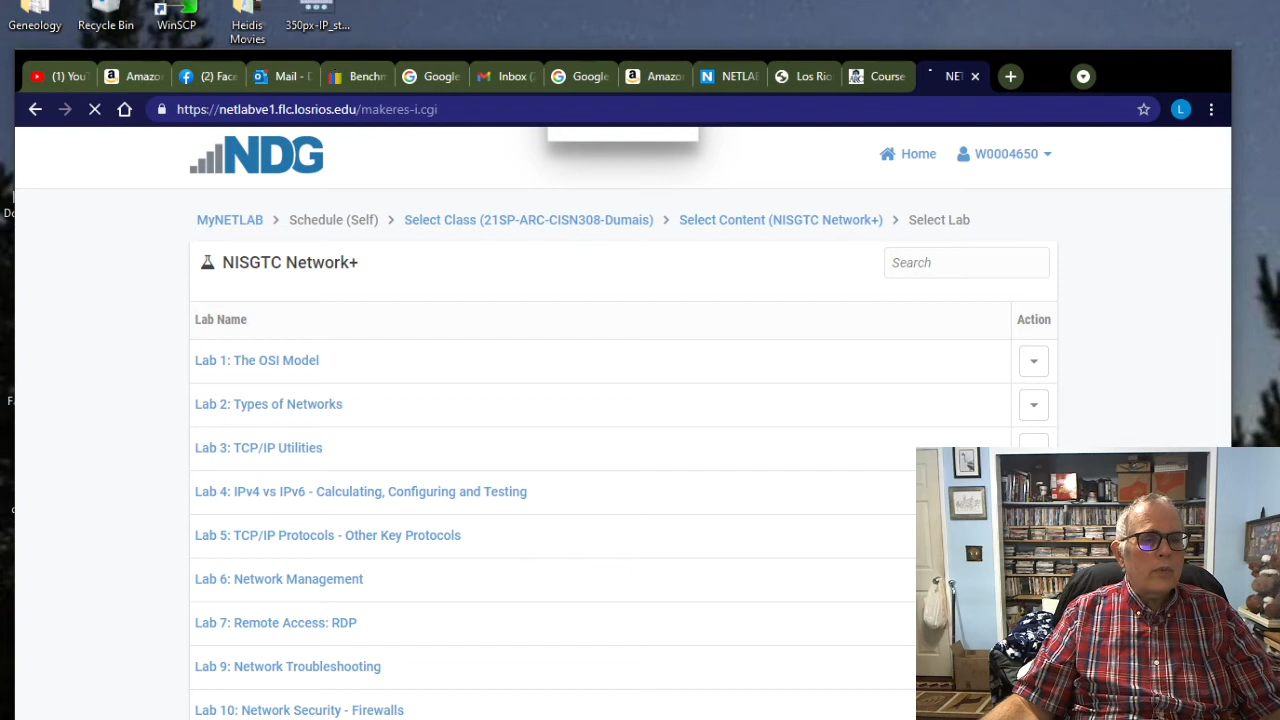 Geneology
Recycle Bin
WinSCP
Heidis
Movies
350px-IP_st...
(1) You
Amazo
(2) Face
Mail - D
Benchm
Google
Inbox (
Google
Amazo
NETLAB
Los Rio
Course
NET
https://netlabve1.flc.losrios.edu/makeres-i.cgi
L
NDG
Home
W0004650
MyNETLAB > Schedule (Self) > Select Class (21SP-ARC-CISN308-Dumais) > Select Content (NISGTC Network+) > Select Lab
NISGTC Network+
Search
Lab Name
Action
Lab 1: The OSI Model
Lab 2: Types of Networks
Lab 3: TCP/IP Utilities
Lab 4: IPv4 vs IPv6 - Calculating, Configuring and Testing
Lab 5: TCP/IP Protocols - Other Key Protocols
Lab 6: Network Management
Lab 7: Remote Access: RDP
Lab 9: Network Troubleshooting
Lab 10: Network Security - Firewalls